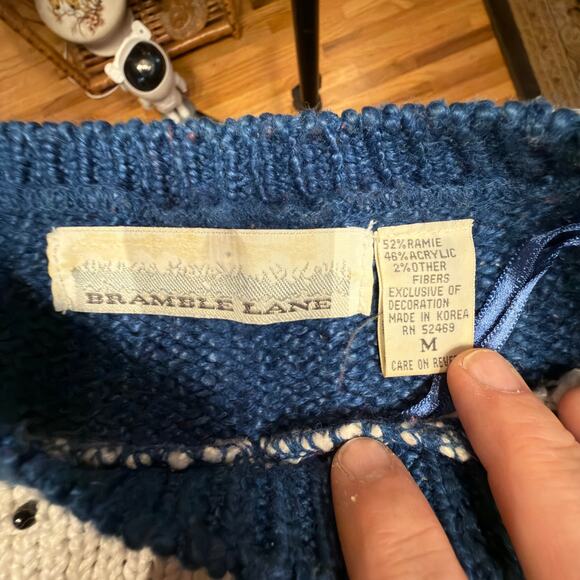 BRAMBLE LANE
52% RAMIE
46% ACRYLIC
2% OTHER
FIBERS
EXCLUSIVE OF
DECORATION
MADE IN KOREA
RN 52469
M
CARE ON REVE